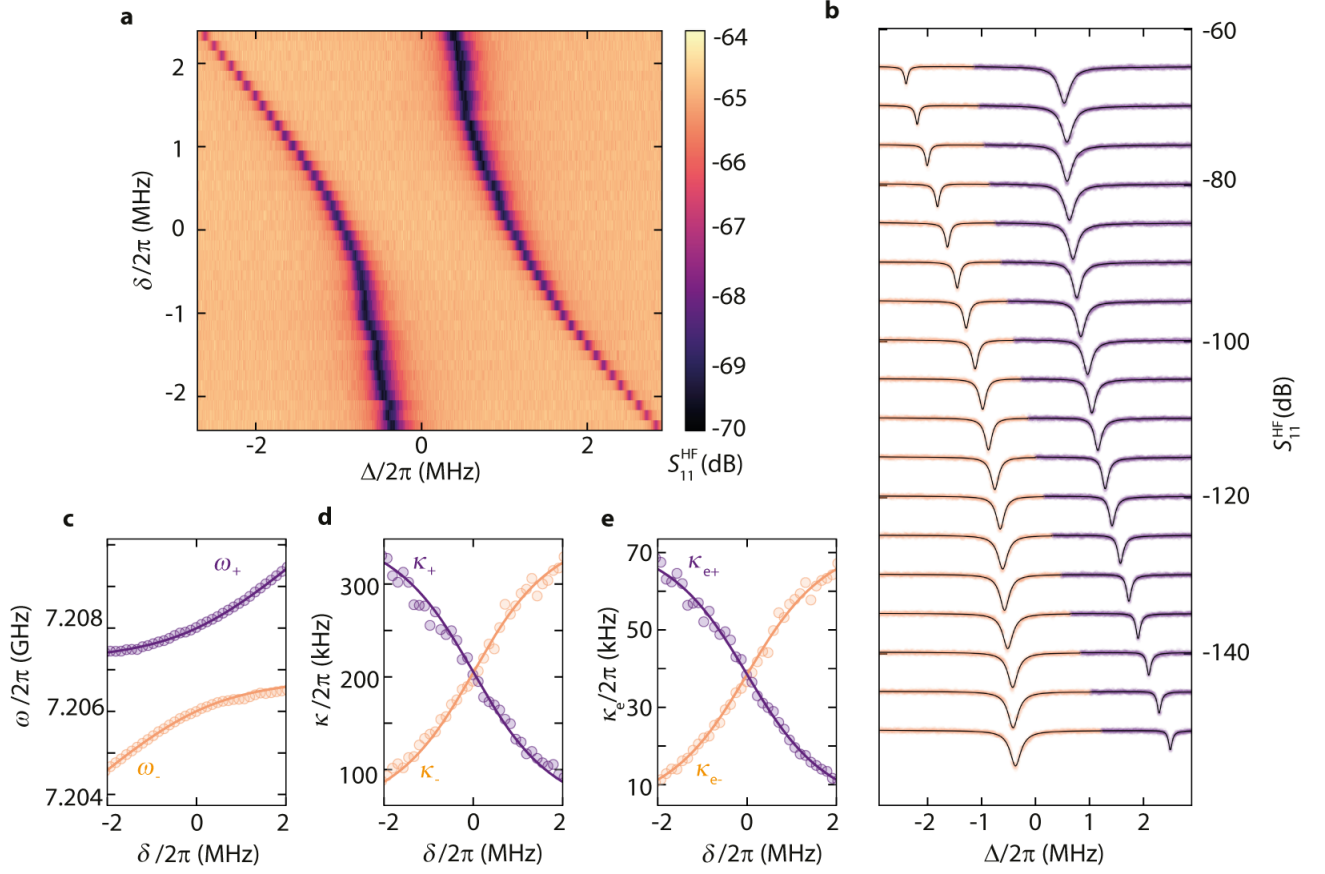 a
2
1
0
-1
-2
δ/2π (MHz)
-2
0
2
Δ/2π (MHz)
-64
-65
-66
-67
-68
-69
-70
S₁₁ᴴᶠ (dB)
b
-60
-80
-100
-120
-140
S₁₁ᴴᶠ (dB)
-2
-1
0
1
2
Δ/2π (MHz)
c
ω₊
ω₋
7.208
7.206
7.204
ω/2π (GHz)
-2
0
2
δ/2π (MHz)
d
κ₊
κ₋
300
200
100
κ/2π (kHz)
-2
0
2
δ/2π (MHz)
e
κₑ₊
κₑ₋
70
50
30
10
κₑ/2π (kHz)
-2
0
2
δ/2π (MHz)